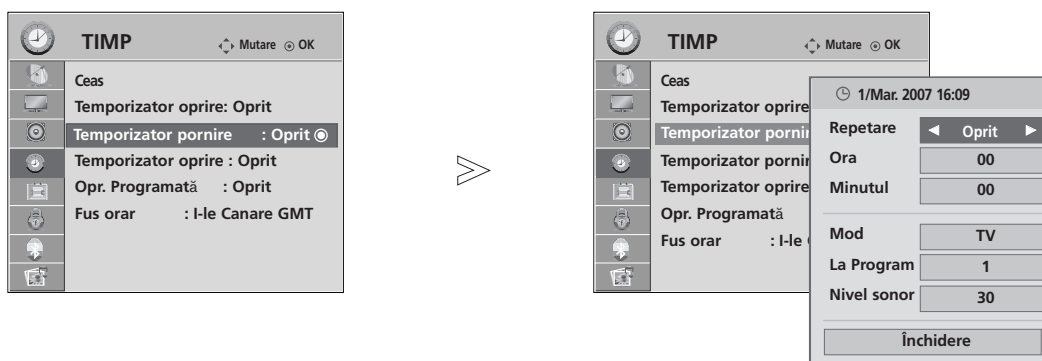 TIMP Mutare OK
Ceas
Temporizator oprire: Oprit
Temporizator pornire : Oprit
Temporizator oprire : Oprit
Opr. Programată : Oprit
Fus orar : I-le Canare GMT
TIMP Mutare OK
Ceas
Temporizator oprire
Temporizator pornir
Temporizator pornir
Temporizator oprire
Opr. Programată
Fus orar : I-le
1/Mar. 2007 16:09
Repetare Oprit
Ora 00
Minutul 00
Mod TV
La Program 1
Nivel sonor 30
Închidere